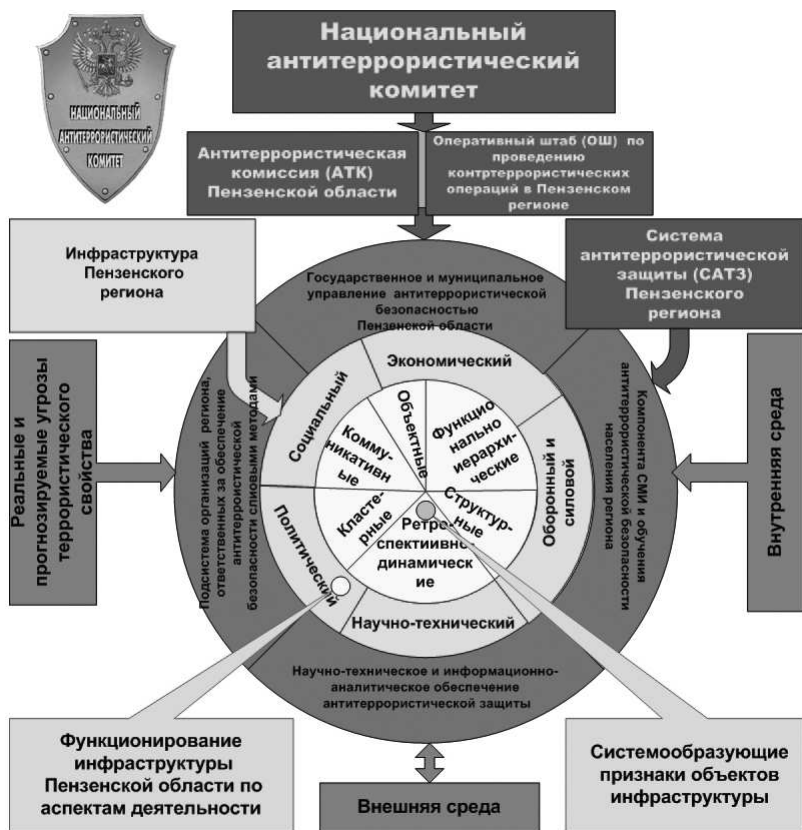 Национальный
антитеррористический
комитет
НАЦИОНАЛЬНЫЙ
АНТИТЕРРОРИСТИЧЕСКИЙ
КОМИТЕТ
Антитеррористическая
комиссия (АТК)
Пензенской области
Оперативный штаб (ОШ) по
проведению
контртеррористических
операций в Пензенском
регионе
Инфраструктура
Пензенского
региона
Система
антитеррористической
защиты (САТЗ)
Пензенского
региона
Государственное и муниципальное
управление антитеррористической
безопасностью
Пензенской области
Реальные и
прогнозируемые угрозы
террористического
свойства
Подсистема организаций региона,
ответственных за обеспечение
антитерроистической
безопасности слиовыми методами
Социальный
Экономический
Оборонный и
силовой
Научно-технический
Политический
Комму-
никативн
ые
Объектные
Функцио
нально
иерархи-
ческие
Структур-
ные
Ретро-
спектиивно-
динамическ
ие
Класте-
рные
Компонента СМИ и обучения
антитеррористической безопасности
населения региона
Внутренняя среда
Научно-техническое и информационно-
аналитическое обеспечение
антитеррористической защиты
Функционирование
инфраструктуры
Пензенской области по
аспектам деятельности
Внешняя среда
Системообразующие
признаки объектов
инфраструктуры